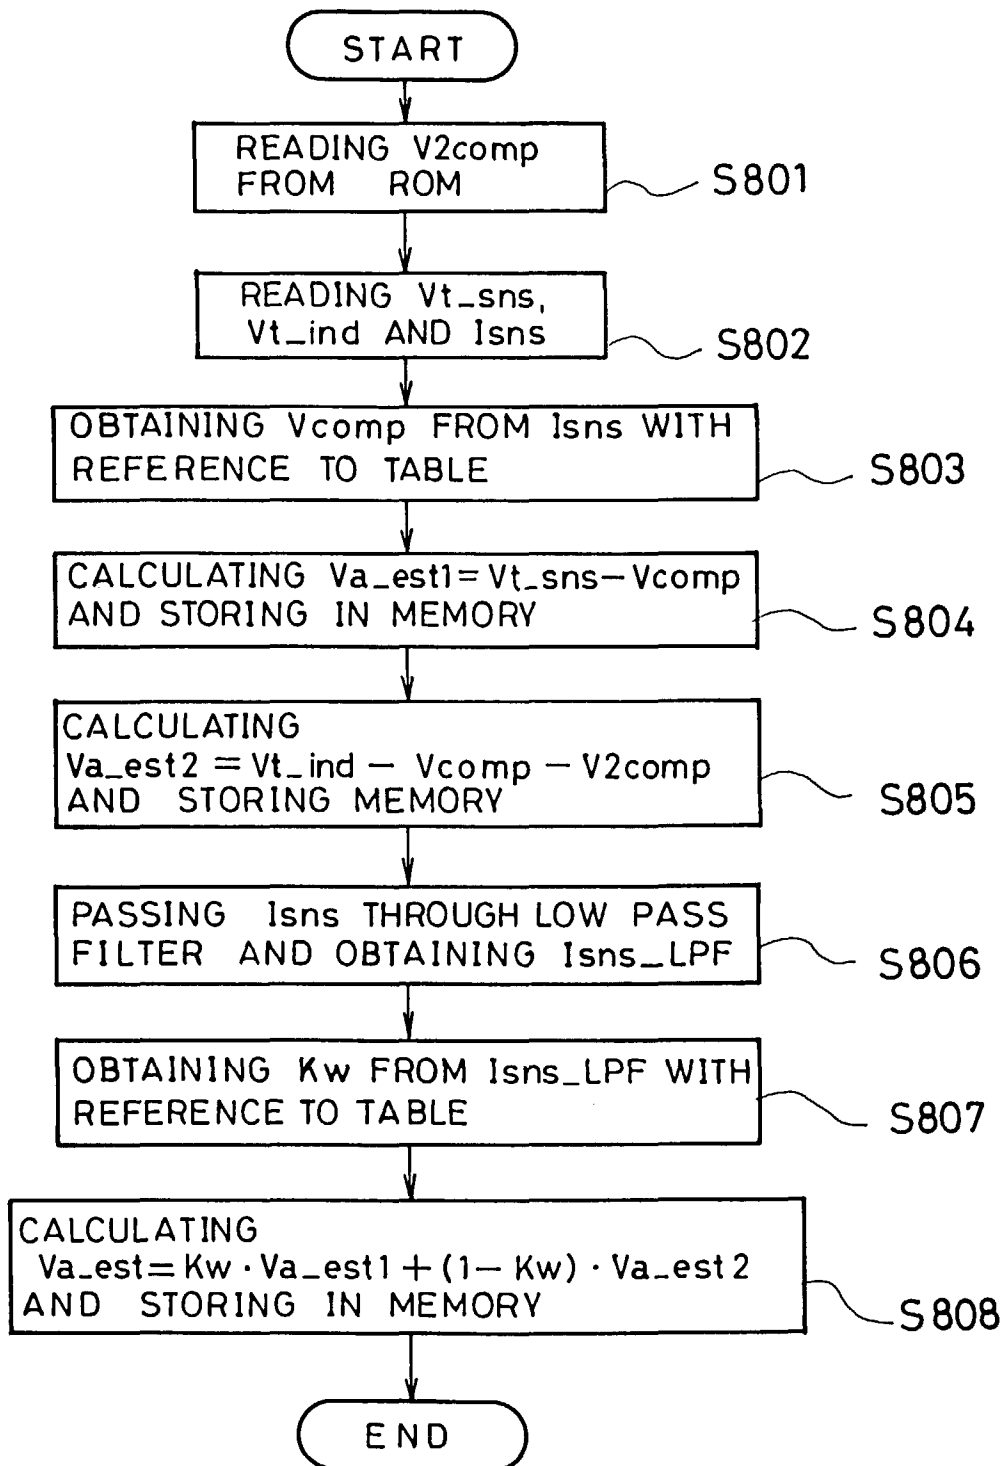 START
READING V2comp
FROM ROM
S801
READING Vt_sns,
Vt_ind AND Isns
S802
OBTAINING Vcomp FROM Isns WITH
REFERENCE TO TABLE
S803
CALCULATING Va_est1=Vt_sns-Vcomp
AND STORING IN MEMORY
S804
CALCULATING
Va_est2 = Vt_ind - Vcomp - V2comp
AND STORING MEMORY
S805
PASSING Isns THROUGH LOW PASS
FILTER AND OBTAINING Isns_LPF
S806
OBTAINING Kw FROM Isns_LPF WITH
REFERENCE TO TABLE
S807
CALCULATING
Va_est=Kw · Va_est1 + (1- Kw) · Va_est2
AND STORING IN MEMORY
S808
END